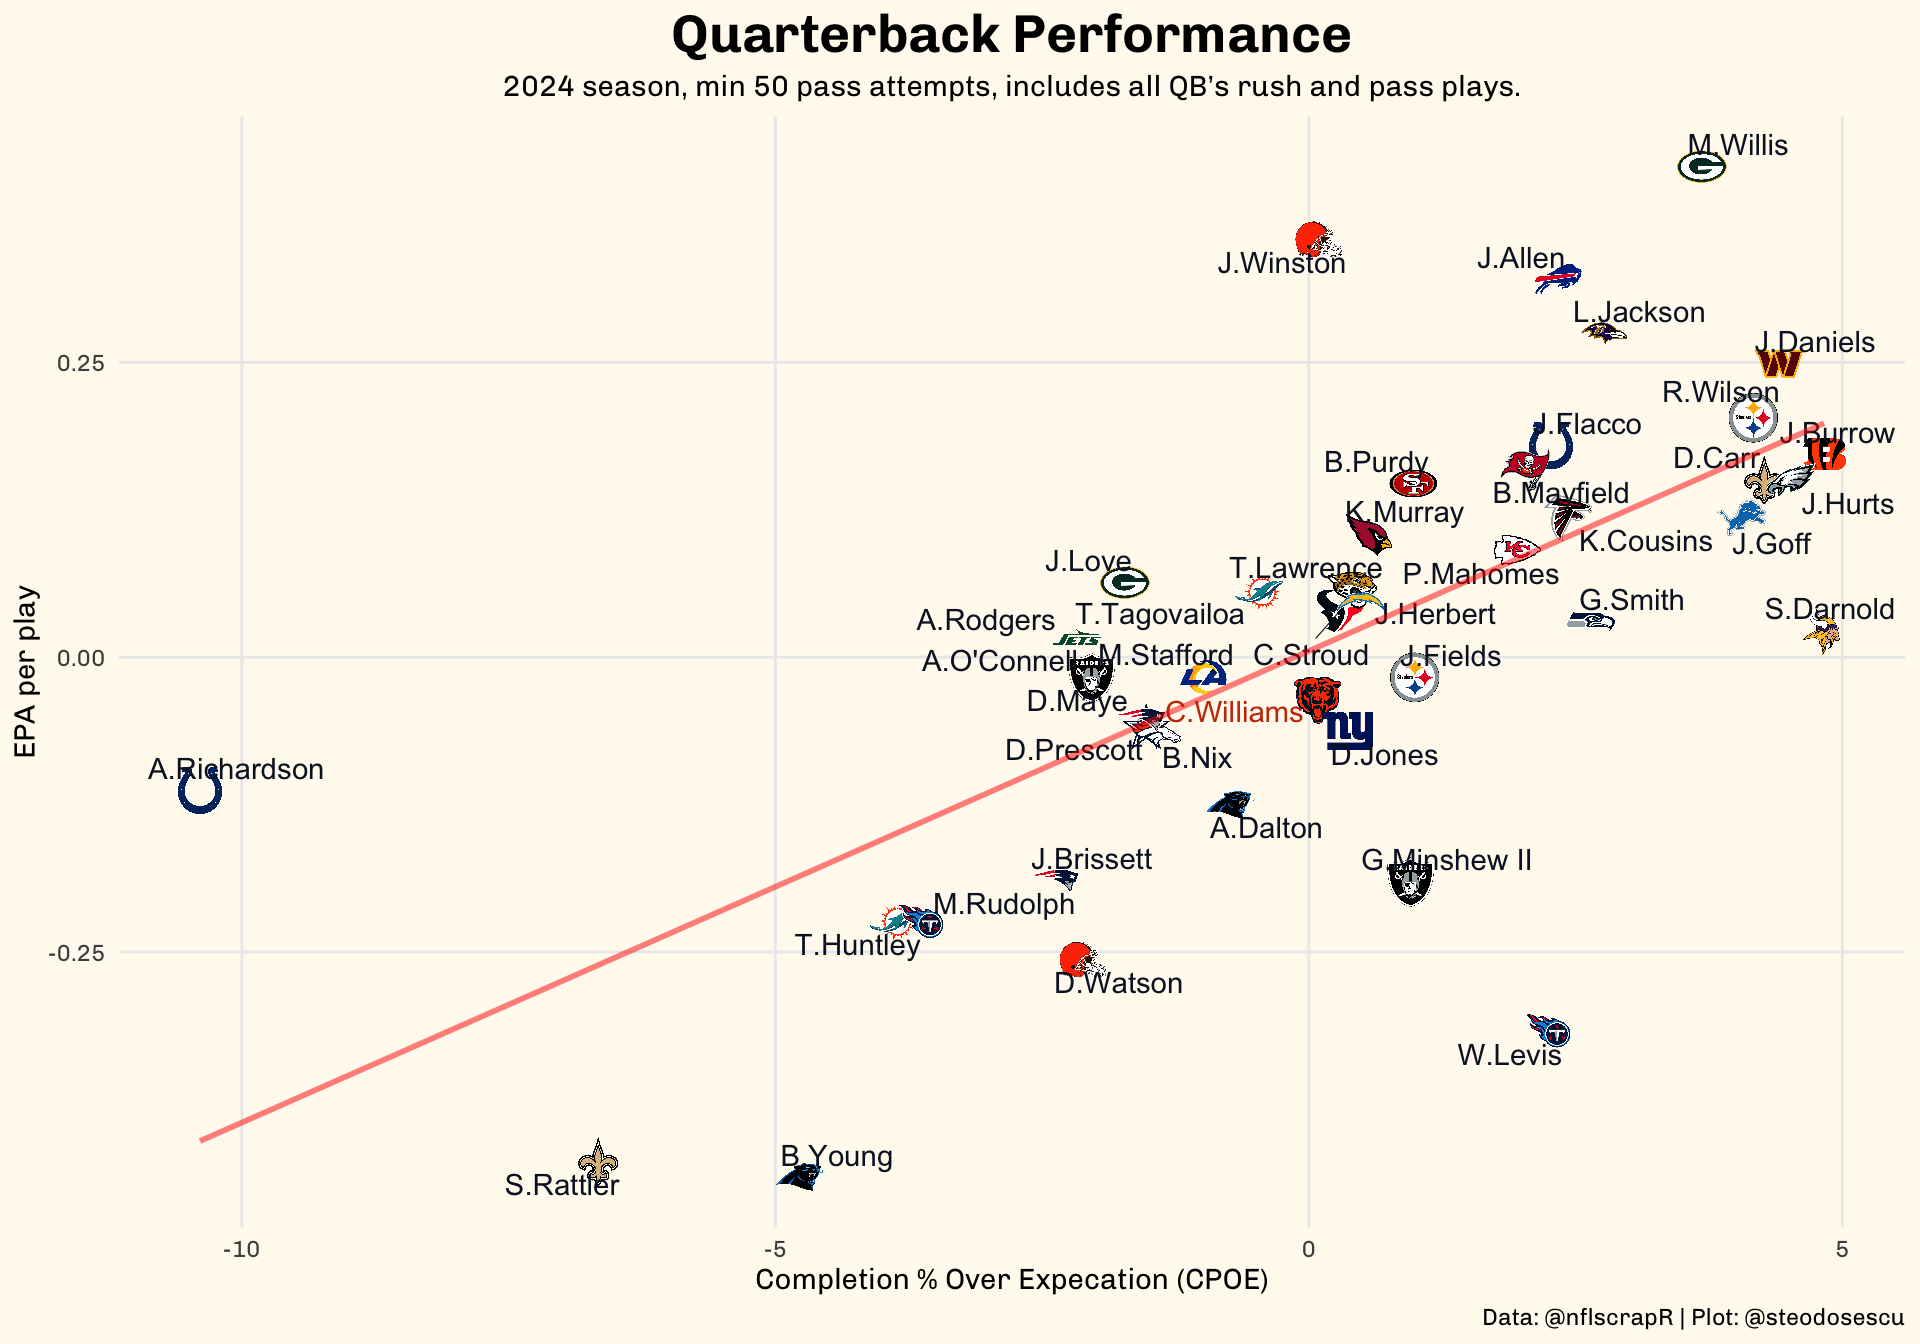 Quarterback Performance
2024 season, min 50 pass attempts, includes all QB's rush and pass plays.
M.Willis
J.Winston
J.Allen
L.Jackson
J.Daniels
0.25
R.Wilson
J.Flacco
J.Burrow
B.Purdy
D.Carr
B.Mayfield
J.Hurts
K.Murray
K.Cousins
J.Goff
J.Love
T.Lawrence
P.Mahomes
G.Smith
S.Darnold
A.Rodgers
T.Tagovailoa
J.Herbert
JETS
0.00
A.O'Connell
M.Stafford
C.Stroud
J.Fields
EPA per play
D.Maye
C.Williams
ny
D.Prescott
B.Nix
D.Jones
A.Richardson
A.Dalton
J.Brissett
G.Minshew II
M.Rudolph
T.Huntley
-0.25
D.Watson
W.Levis
B.Young
S.Rattler
-10
-5
0
5
Completion % Over Expecation (CPOE)
Data: @nflscrapR | Plot: @steodosescu